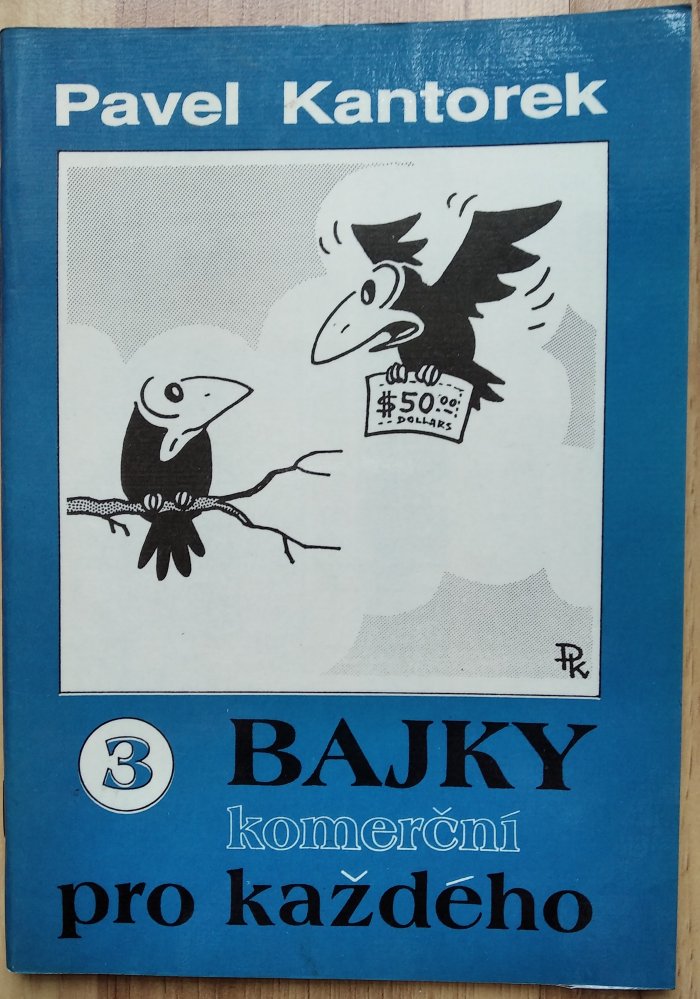 Pavel Kantorek
$50.00
DOLLARS
PK
3 BAJKY
komerční
pro každého